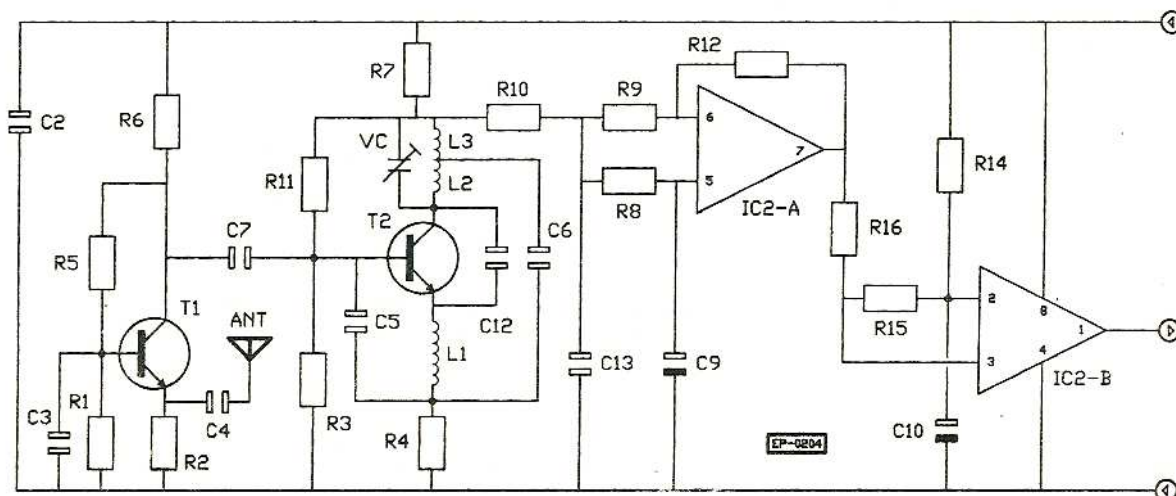 R12
R7
R10
R9
6
C2
R6
VC
L3
7
R14
R11
L2
5
R8
IC2-A
T2
C6
C7
R16
R5
2
8
T1
ANT
C5
C12
R15
1
L1
3
4
C13
C9
IC2-B
C3
R1
C4
R3
R4
C10
R2
EP-0204